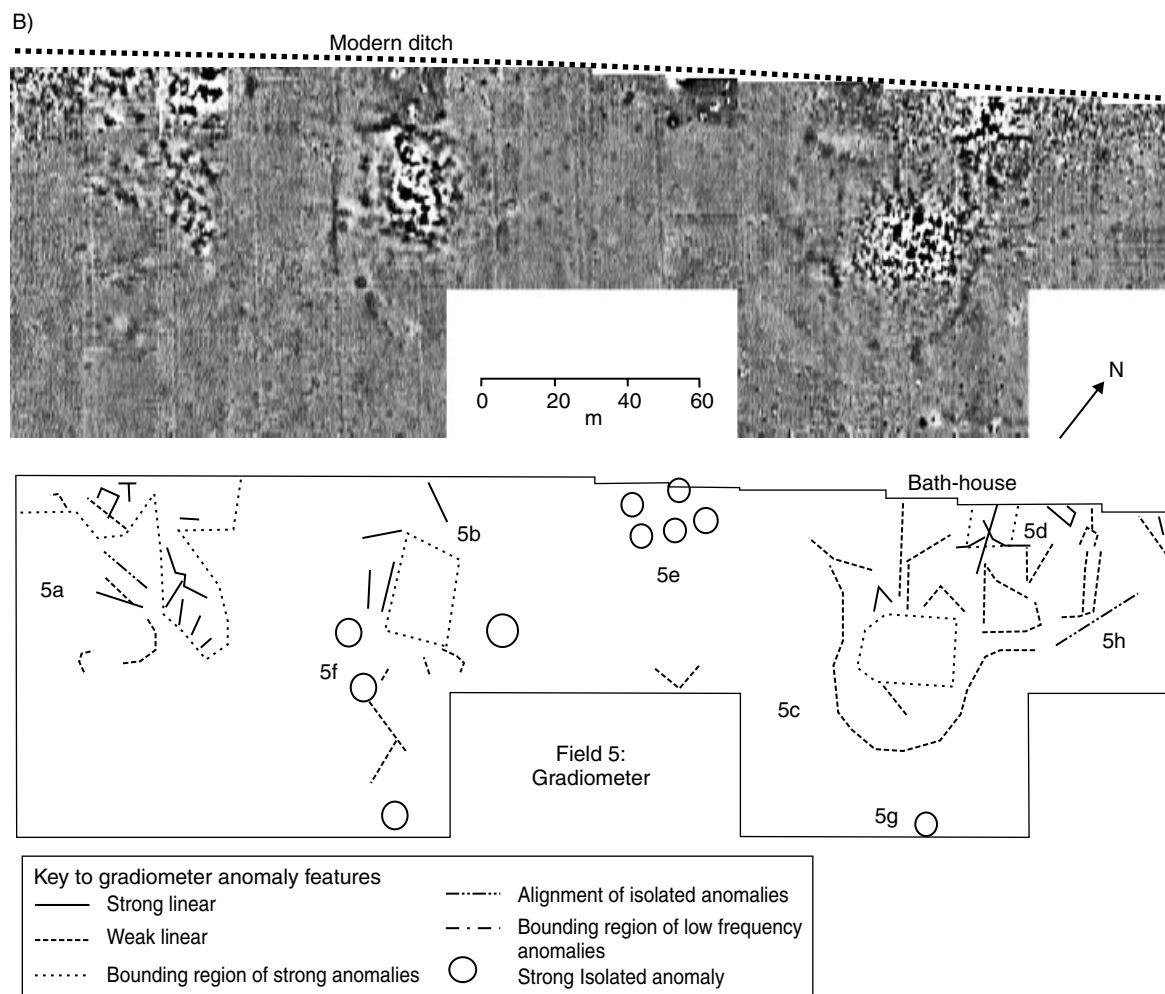 B)
Modern ditch
N
0 20 40 60
m
Bath-house
5b
5d
5a
5e
5h
5f
5c
Field 5:
Gradiometer
5g
Key to gradiometer anomaly features
Strong linear
Weak linear
Bounding region of strong anomalies
Alignment of isolated anomalies
Bounding region of low frequency
anomalies
Strong Isolated anomaly